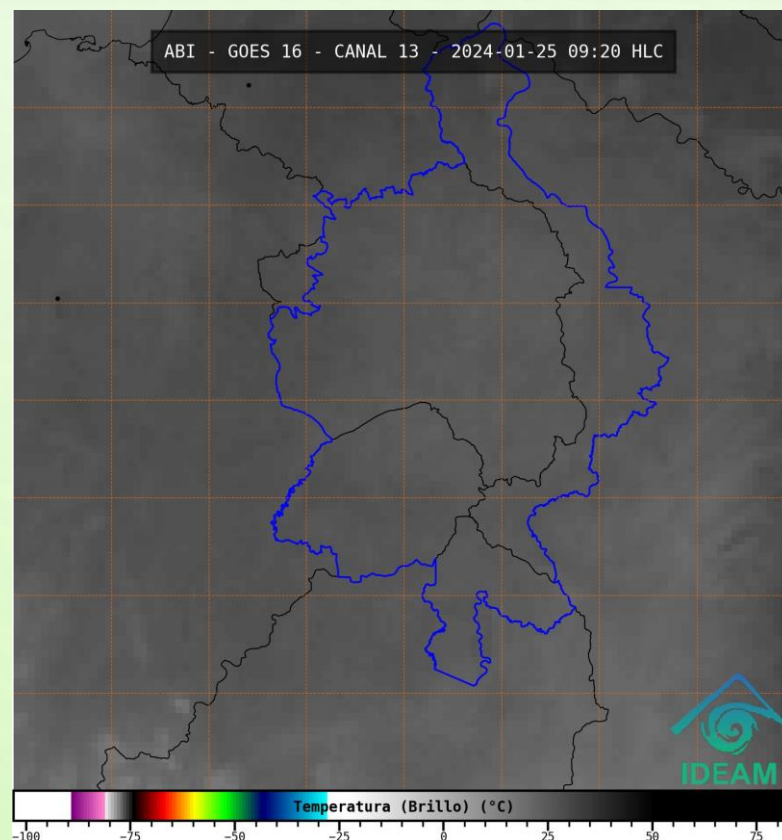 ABI - GOES 16 - CANAL 13 - 2024-01-25 09:20 HLC
IDEAM
Temperatura (Brillo) (°C)
−100 −75 −50 −25 0 25 50 75